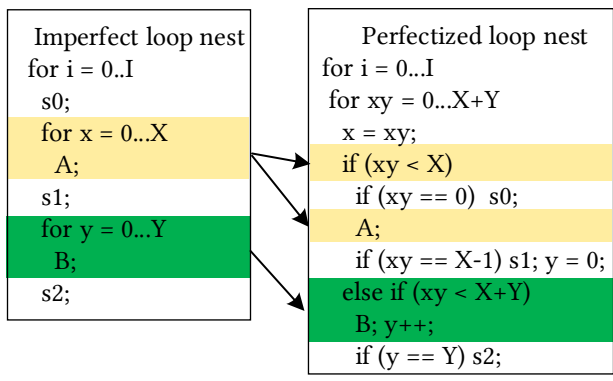 Imperfect loop nest
for i = 0..I
s0;
for x = 0...X
A;
s1;
for y = 0...Y
B;
s2;
Perfectized loop nest
for i = 0...I
for xy = 0...X+Y
x = xy;
if (xy < X)
if (xy == 0) s0;
A;
if (xy == X-1) s1; y = 0;
else if (xy < X+Y)
B; y++;
if (y == Y) s2;